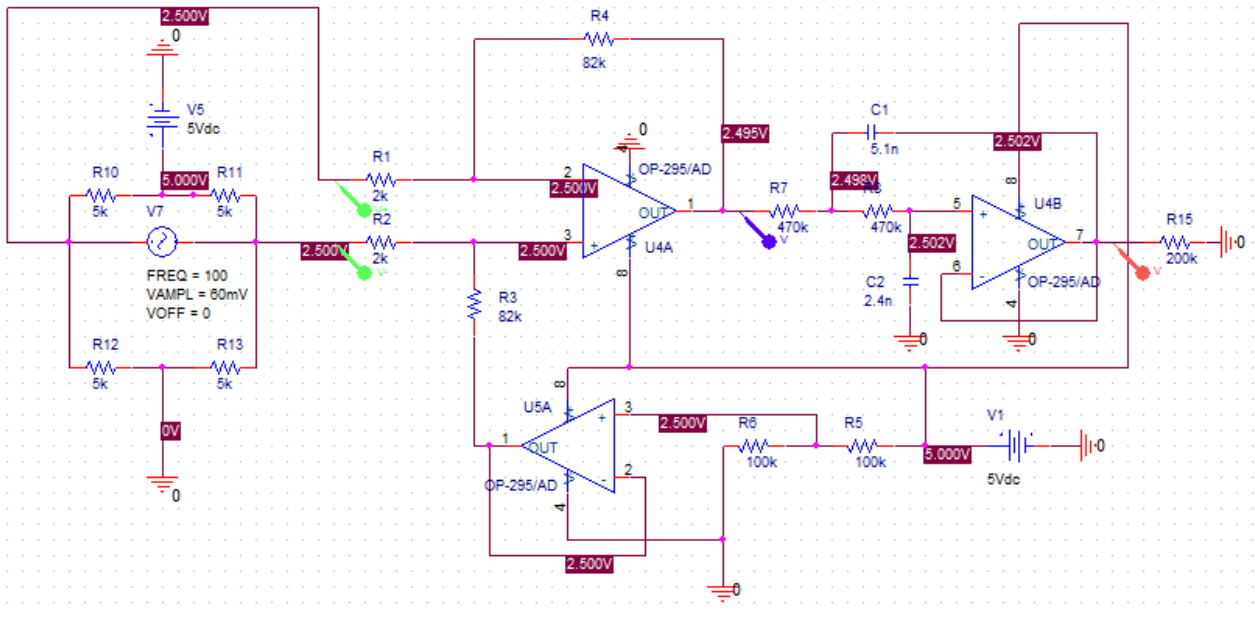 2.500V
0
V5
5Vdc
R10
5k
5.000V
R11
5k
V7
FREQ = 100
VAMPL = 60mV
VOFF = 0
R12
5k
R13
5k
0V
0
2.500V
R1
2k
V+
R2
2k
V-
R4
82k
0
4
OP-295/AD
2
2.500V
OUT
1
3
2.500V
+
U4A
8
R3
82k
2.495V
V
R7
470k
C1
5.1n
2.498V
470k
2.502V
C2
2.4n
0
2.502V
8
U4B
5
+
OUT
7
6
-
OP-295/AD
4
0
V
R15
200k
0
8
U5A
3
+
1
OUT
2
-
OP-295/AD
4
2.500V
2.500V
R6
100k
R5
100k
5.000V
V1
5Vdc
0
0